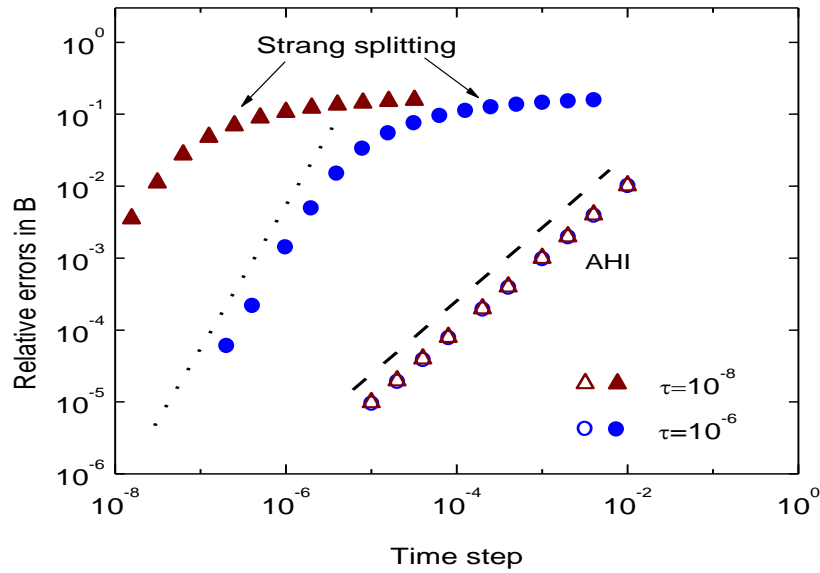 10^0
Strang splitting
10^-1
10^-2
Relative errors in B
10^-3
AHI
10^-4
τ=10^-8
10^-5
τ=10^-6
10^-6
10^-8 10^-6 10^-4 10^-2 10^0
Time step